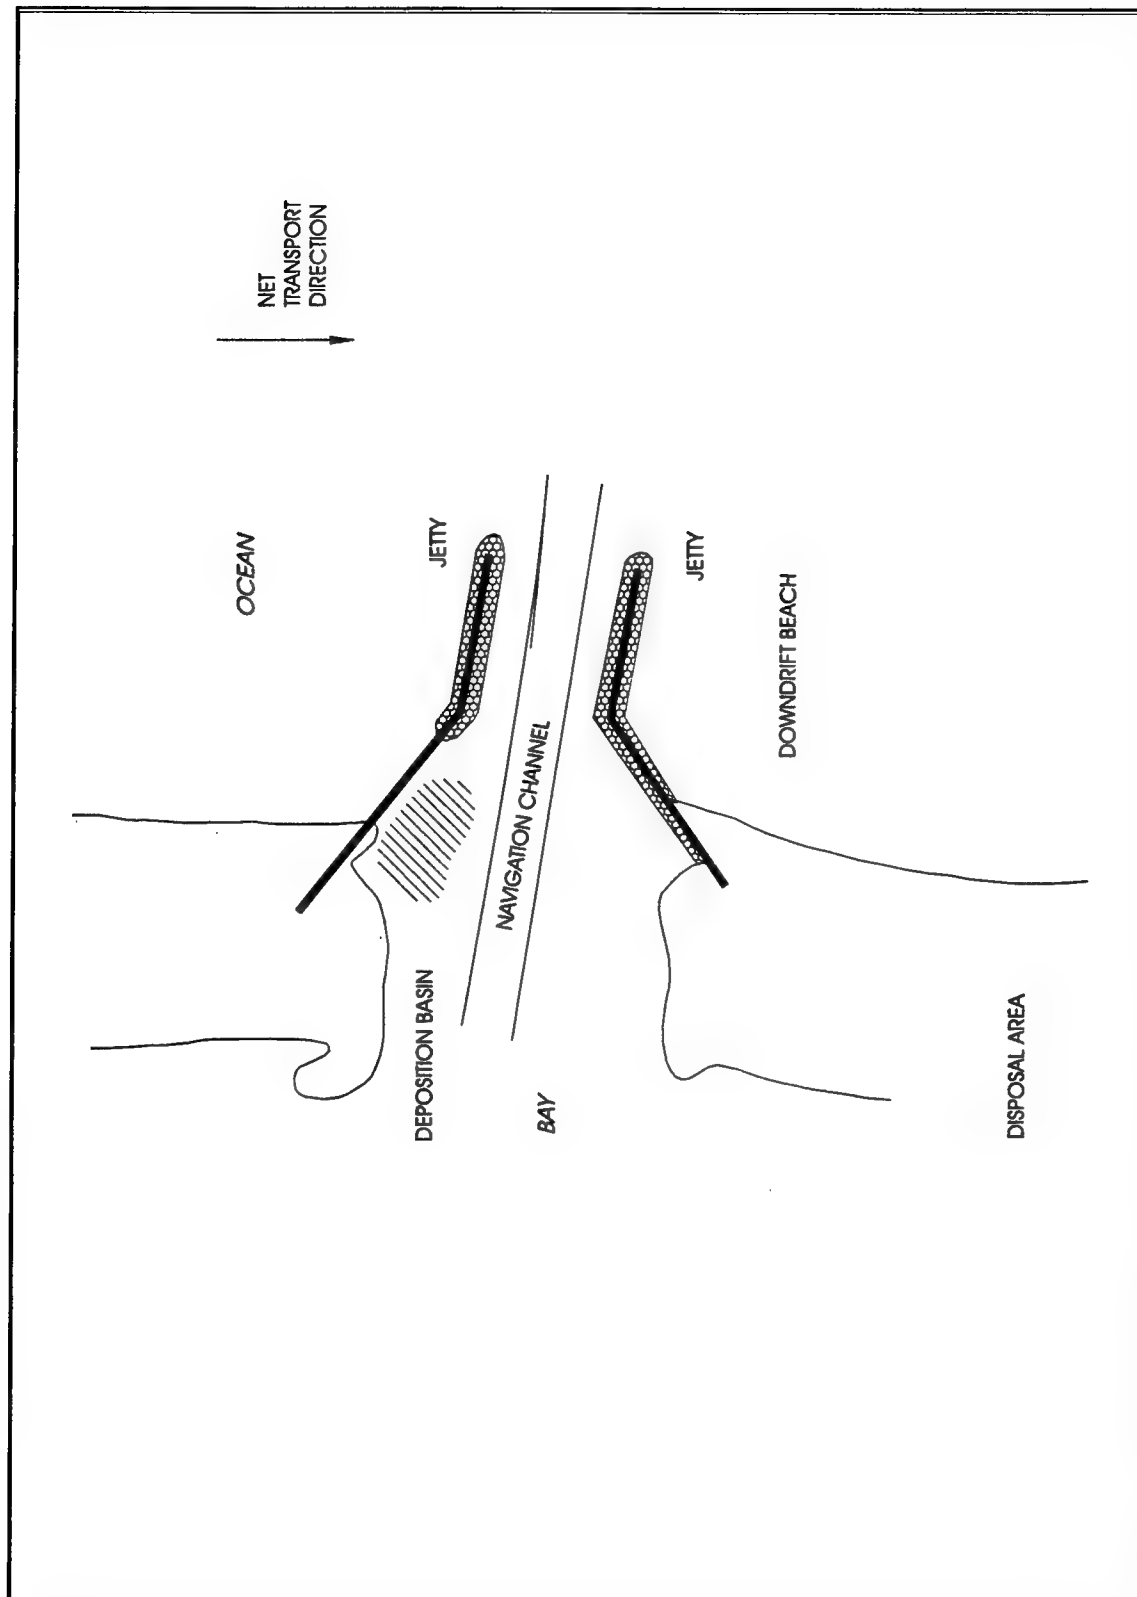 OCEAN
NET
TRANSPORT
DIRECTION
JETTY
JETTY
DOWNDRIFT BEACH
NAVIGATION CHANNEL
DEPOSITION BASIN
BAY
DISPOSAL AREA